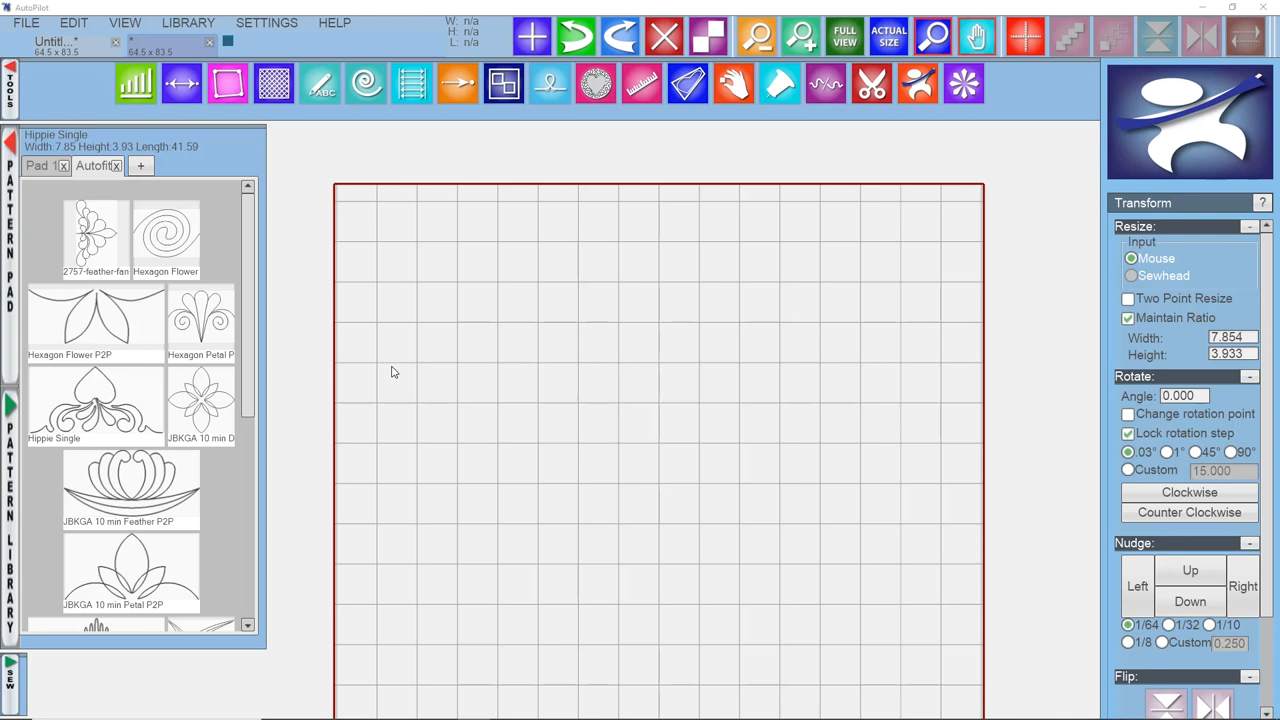 AutoPilot
FILE EDIT VIEW LIBRARY SETTINGS HELP
W: n/a
H: n/a
L: n/a
Untitl...* x
64.5 x 83.5
* x
64.5 x 83.5
FULL VIEW
ACTUAL SIZE
TOOLS
ABC
PATTERN PAD
PATTERN LIBRARY
SEW
Hippie Single
Width:7.85 Height:3.93 Length:41.59
Pad 1 x Autofit x +
2757-feather-fan Hexagon Flower
Hexagon Flower P2P Hexagon Petal P
Hippie Single JBKGA 10 min D
JBKGA 10 min Feather P2P
JBKGA 10 min Petal P2P
Transform ?
Resize: -
Input
Mouse
Sewhead
Two Point Resize
Maintain Ratio
Width: 7.854
Height: 3.933
Rotate: -
Angle: 0.000
Change rotation point
Lock rotation step
.03° 1° 45° 90°
Custom 15.000
Clockwise
Counter Clockwise
Nudge: -
Left Up Right
Down
1/64 1/32 1/10
1/8 Custom 0.250
Flip: -